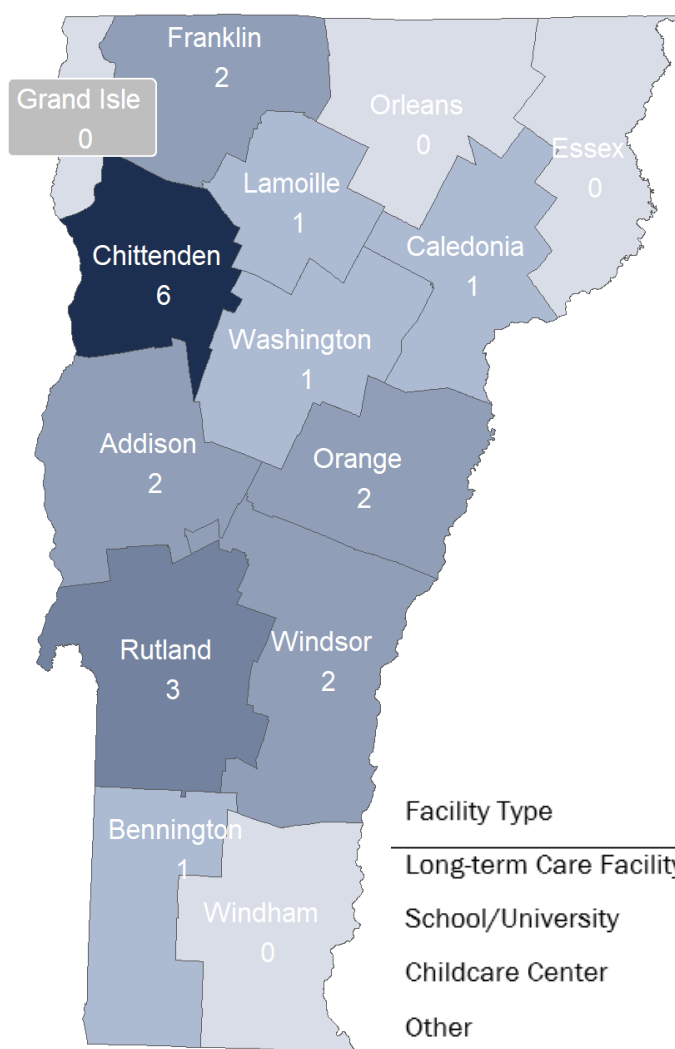 Franklin
2
Grand Isle
0
Orleans
0
Essex
0
Lamoille
1
Caledonia
1
Chittenden
6
Washington
1
Addison
2
Orange
2
Rutland
3
Windsor
2
Bennington
1
Windham
0
Facility Type
Long-term Care Facility
School/University
Childcare Center
Other